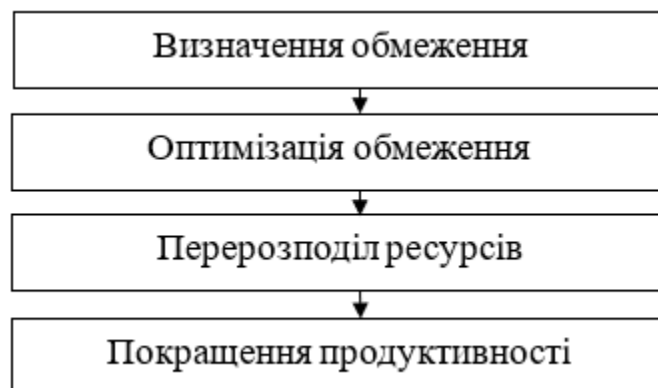 Визначення обмеження
Оптимізація обмеження
Перерозподіл ресурсів
Покращення продуктивності